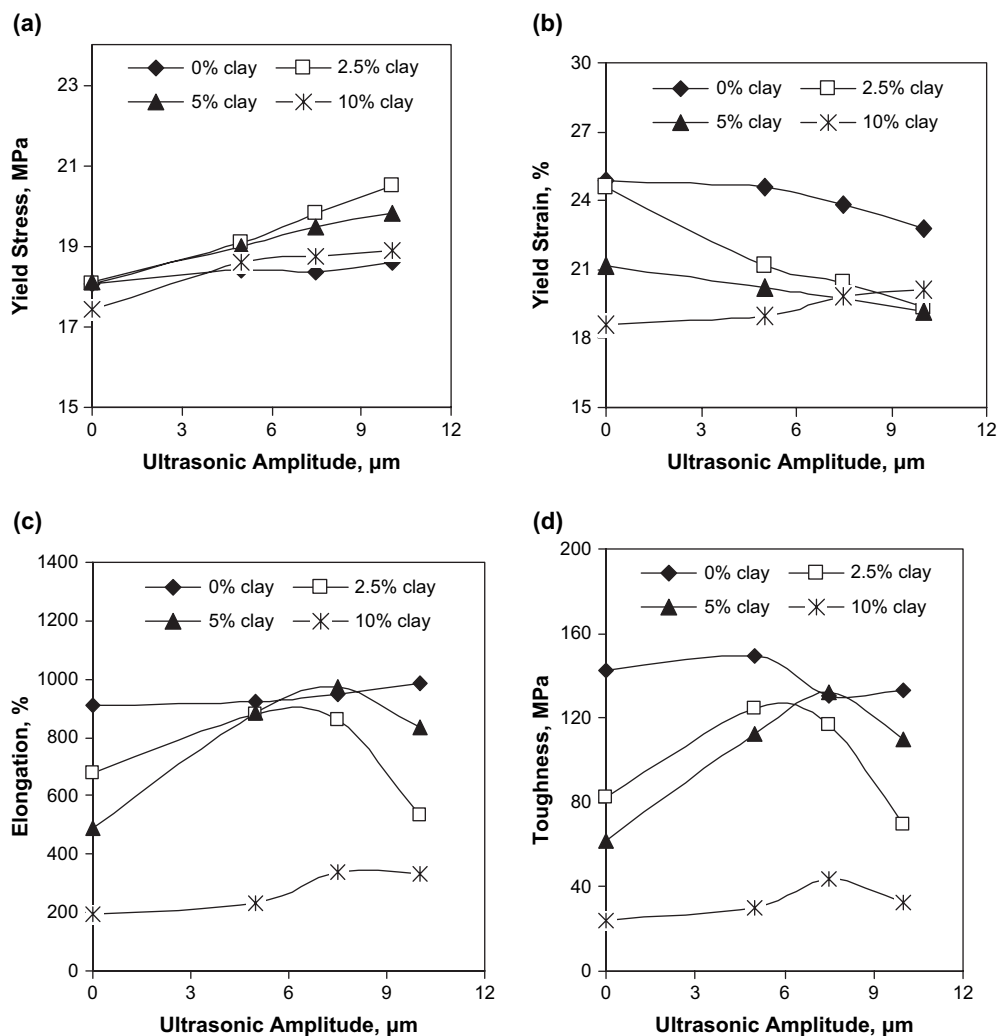 (a)
0% clay 2.5% clay
5% clay 10% clay
23
21
19
17
15
Yield Stress, MPa
0 3 6 9 12
Ultrasonic Amplitude, µm
(b)
0% clay 2.5% clay
5% clay 10% clay
30
27
24
21
18
15
Yield Strain, %
0 3 6 9 12
Ultrasonic Amplitude, µm
(c)
0% clay 2.5% clay
5% clay 10% clay
1400
1200
1000
800
600
400
200
0
Elongation, %
0 3 6 9 12
Ultrasonic Amplitude, µm
(d)
0% clay 2.5% clay
5% clay 10% clay
200
160
120
80
40
0
Toughness, MPa
0 3 6 9 12
Ultrasonic Amplitude, µm